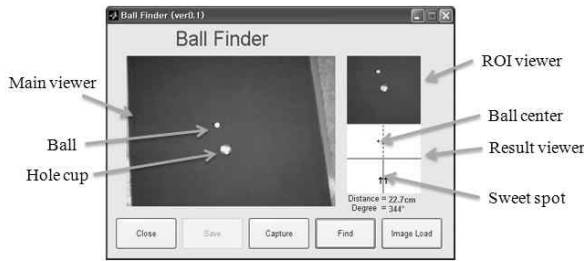 Ball Finder (ver0.1)
Ball Finder
Main viewer
Ball
Hole cup
ROI viewer
Ball center
Result viewer
Sweet spot
Distance = 22.7cm
Degree = 344°
Close
Save
Capture
Find
Image Load